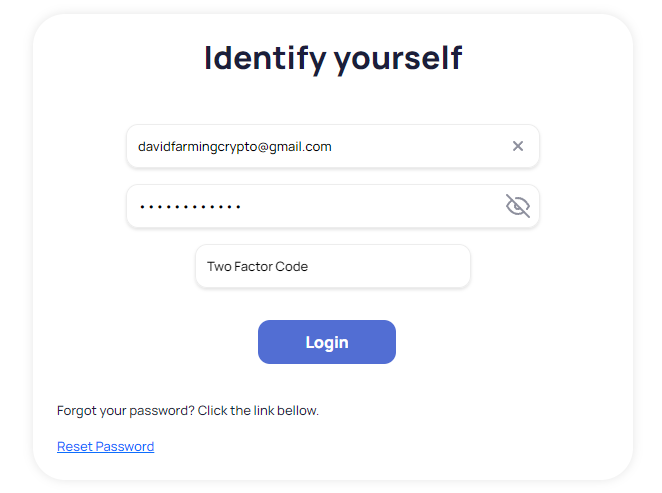 Identify yourself
davidfarmingcrypto@gmail.com
••••••••••••
Two Factor Code
Login
Forgot your password? Click the link bellow.
Reset Password